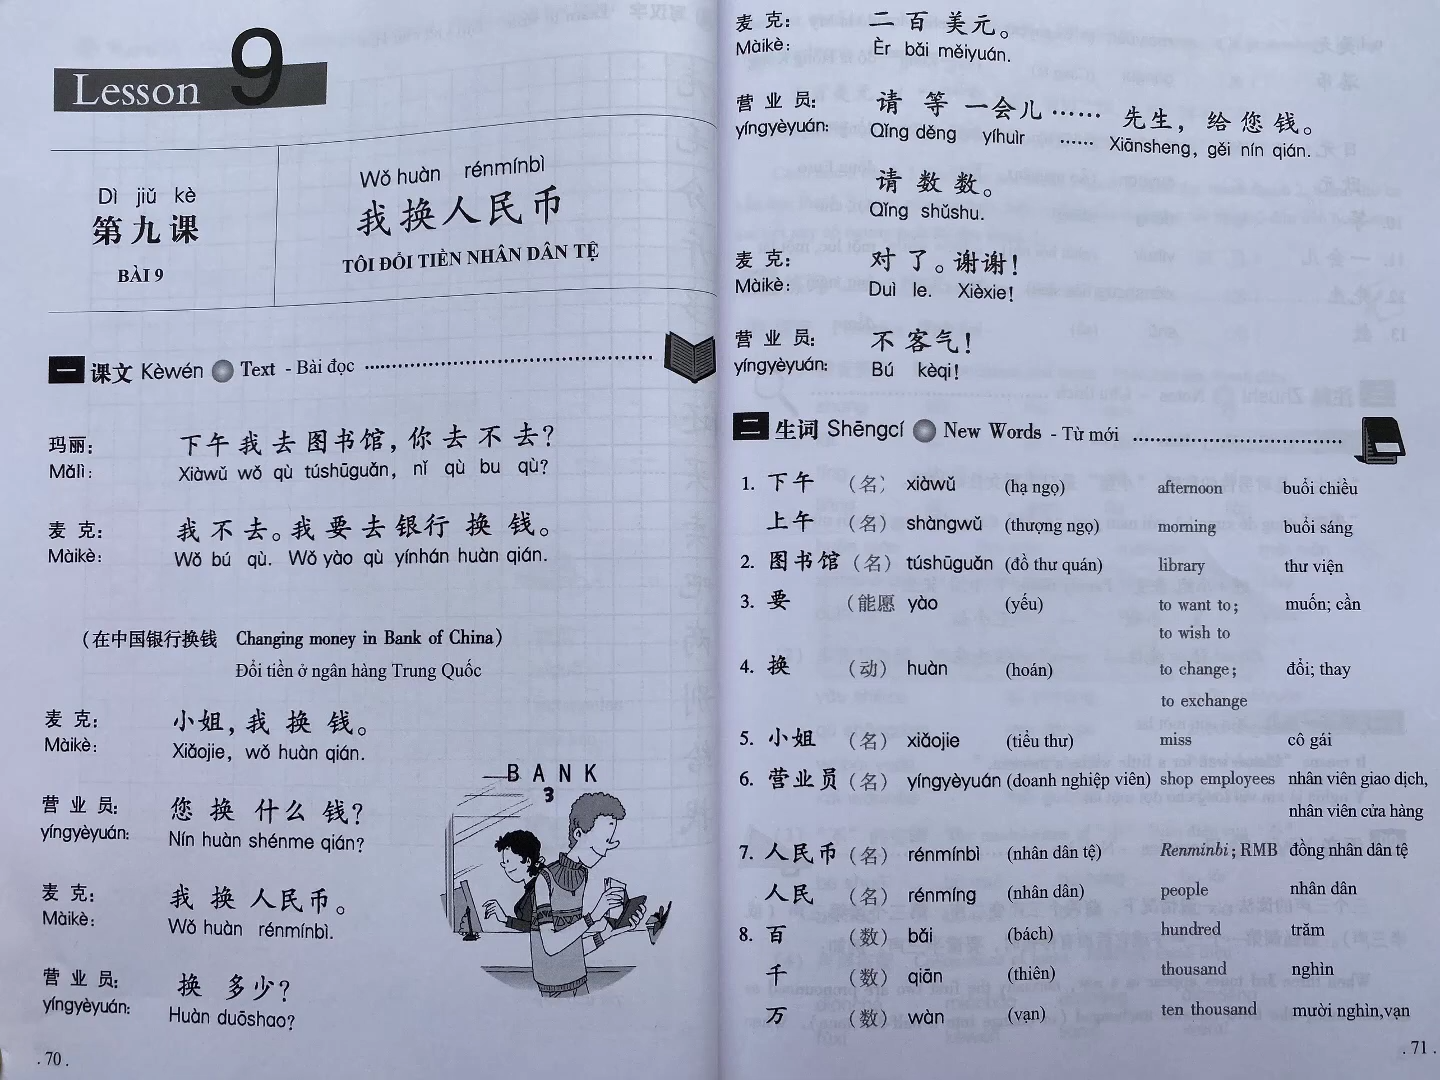 Lesson 9
Dì jiǔ kè
第九课
BÀI 9
Wǒ huàn rénmínbì
我换人民币
TÔI ĐỔI TIỀN NHÂN DÂN TỆ
一 课文 Kèwén Text - Bài đọc
玛丽： 下午我去图书馆，你去不去？
Mǎlì： Xiàwǔ wǒ qù túshūguǎn, nǐ qù bu qù?
麦克： 我不去。我要去银行换钱。
Màikè： Wǒ bú qù. Wǒ yào qù yínhán huàn qián.
（在中国银行换钱 Changing money in Bank of China）
Đổi tiền ở ngân hàng Trung Quốc
麦克： 小姐，我换钱。
Màikè： Xiǎojie, wǒ huàn qián.
营业员： 您换什么钱？
yíngyèyuán： Nín huàn shénme qián?
麦克： 我换人民币。
Màikè： Wǒ huàn rénmínbì.
营业员： 换多少？
yíngyèyuán： Huàn duōshao?
BANK
3
. 70 .
麦克： 二百美元。
Màikè： Èr bǎi měiyuán.
营业员： 请等一会儿……先生，给您钱。
yíngyèyuán： Qǐng děng yíhuìr …… Xiānsheng, gěi nín qián.
请数数。
Qǐng shǔshu.
麦克： 对了。谢谢！
Màikè： Duì le. Xièxie!
营业员： 不客气！
yíngyèyuán： Bú kèqi!
二 生词 Shēngcí New Words - Từ mới
1. 下午 （名） xiàwǔ (hạ ngọ) afternoon buổi chiều
上午 （名） shàngwǔ (thượng ngọ) morning buổi sáng
2. 图书馆 （名） túshūguǎn (đồ thư quán) library thư viện
3. 要 （能愿 yào (yếu) to want to; muốn; cần
to wish to
4. 换 （动） huàn (hoán) to change; đổi; thay
to exchange
5. 小姐 （名） xiǎojie (tiểu thư) miss cô gái
6. 营业员 （名） yíngyèyuán (doanh nghiệp viên) shop employees nhân viên giao dịch,
nhân viên cửa hàng
7. 人民币 （名） rénmínbì (nhân dân tệ) Renminbi; RMB đồng nhân dân tệ
人民 （名） rénmíng (nhân dân) people nhân dân
8. 百 （数） bǎi (bách) hundred trăm
千 （数） qiān (thiên) thousand nghìn
万 （数） wàn (vạn) ten thousand mười nghìn,vạn
. 71 .